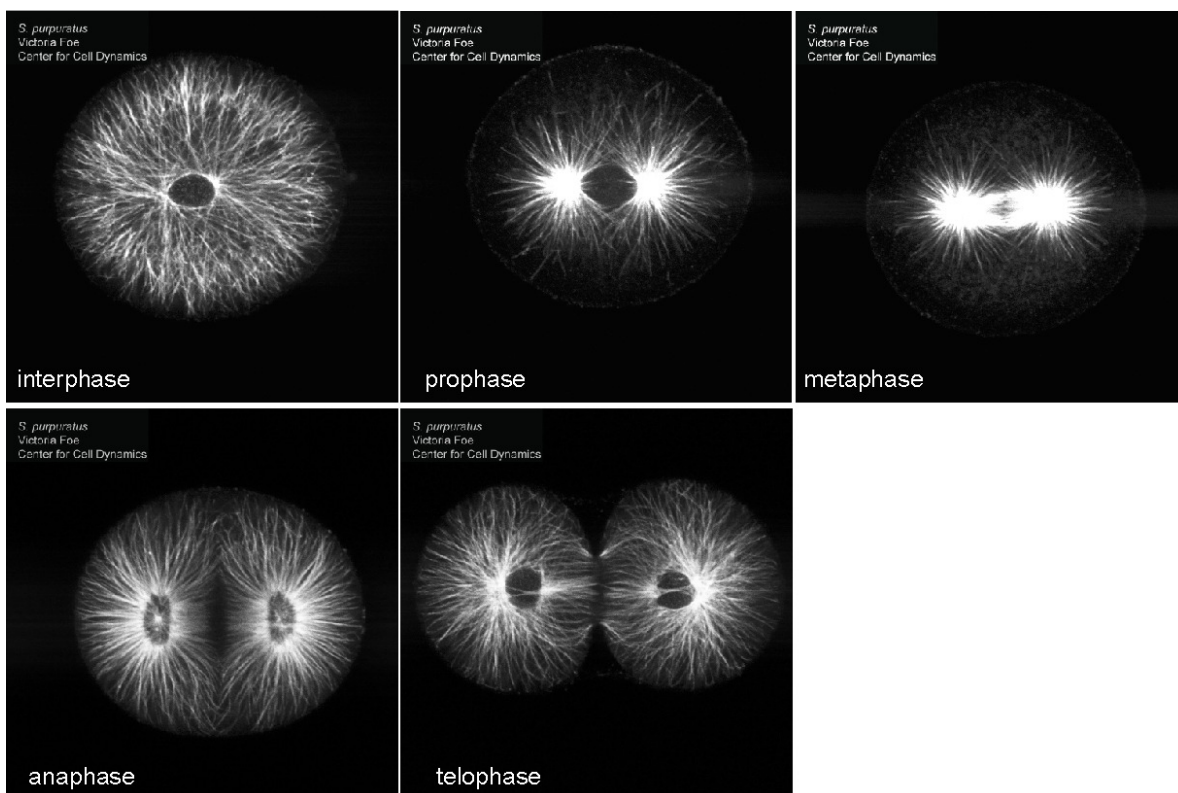 S. purpuratus
Victoria Foe
Center for Cell Dynamics
interphase
S. purpuratus
Victoria Foe
Center for Cell Dynamics
prophase
S. purpuratus
Victoria Foe
Center for Cell Dynamics
metaphase
S. purpuratus
Victoria Foe
Center for Cell Dynamics
anaphase
S. purpuratus
Victoria Foe
Center for Cell Dynamics
telophase